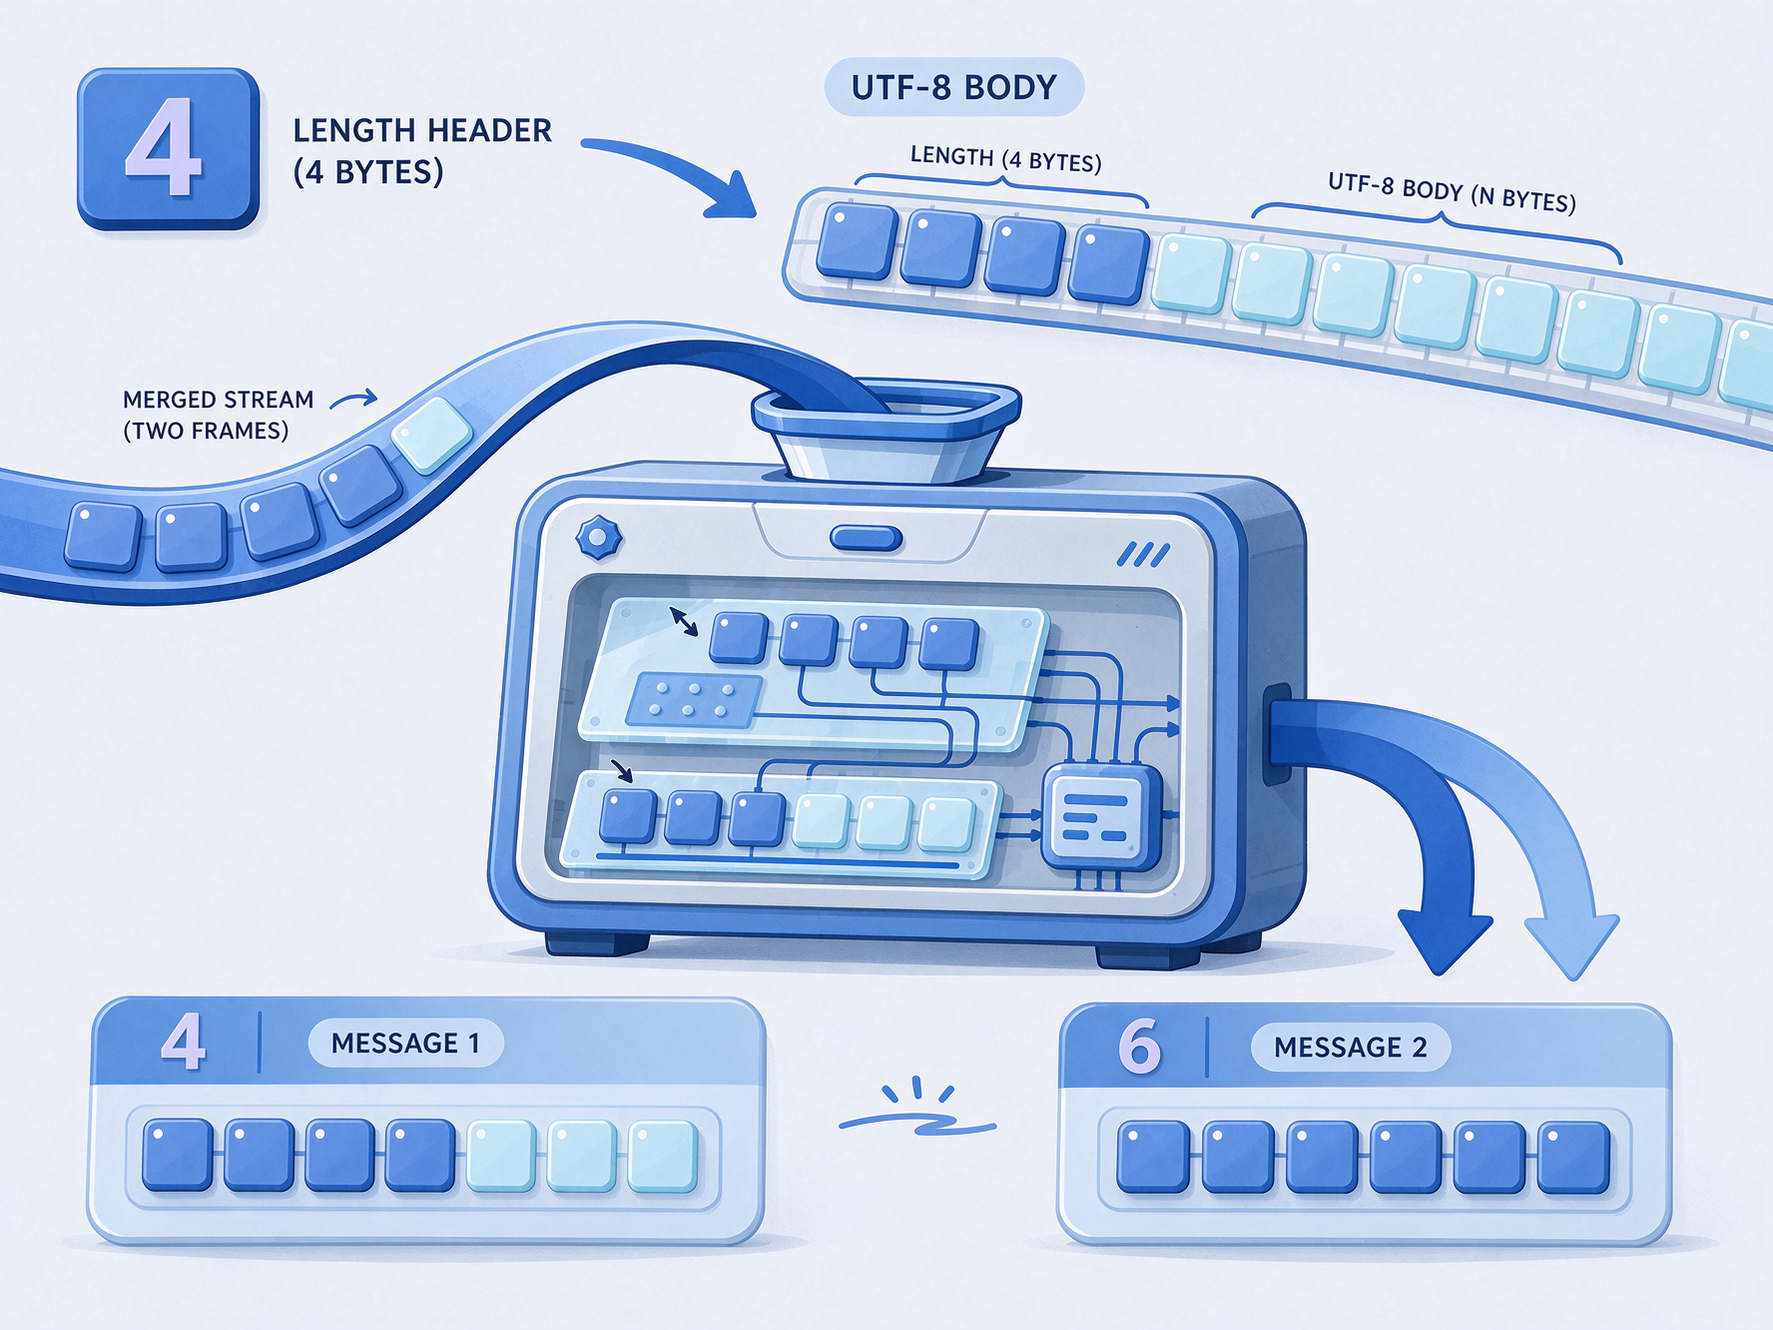 4
LENGTH HEADER
(4 BYTES)
UTF-8 BODY
LENGTH (4 BYTES)
UTF-8 BODY (N BYTES)
MERGED STREAM
(TWO FRAMES)
4
MESSAGE 1
6
MESSAGE 2